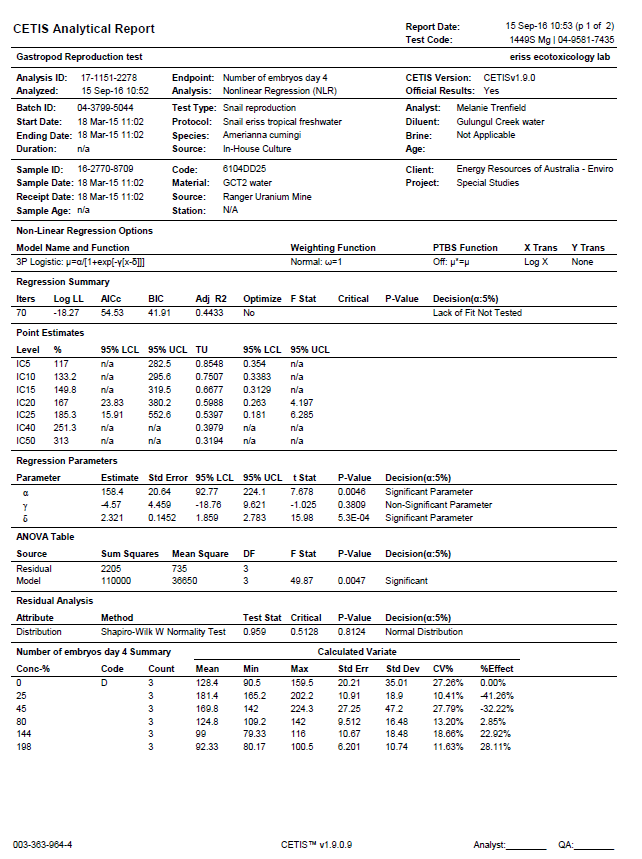 CETIS Analytical Report
Report Date: 15 Sep-16 10:53 (p 1 of 2)
Test Code: 1449S Mg | 04-9581-7435
Gastropod Reproduction test eriss ecotoxicology lab
Analysis ID: 17-1151-2278 Endpoint: Number of embryos day 4 CETIS Version: CETISv1.9.0
Analyzed: 15 Sep-16 10:52 Analysis: Nonlinear Regression (NLR) Official Results: Yes
Batch ID: 04-3799-5044 Test Type: Snail reproduction Analyst: Melanie Trenfield
Start Date: 18 Mar-15 11:02 Protocol: Snail eriss tropical freshwater Diluent: Gulungul Creek water
Ending Date: 18 Mar-15 11:02 Species: Amerianna cumingi Brine: Not Applicable
Duration: n/a Source: In-House Culture Age:
Sample ID: 16-2770-8709 Code: 6104DD25 Client: Energy Resources of Australia - Enviro
Sample Date: 18 Mar-15 11:02 Material: GCT2 water Project: Special Studies
Receipt Date: 18 Mar-15 11:02 Source: Ranger Uranium Mine
Sample Age: n/a Station: N/A
Non-Linear Regression Options
Model Name and Function Weighting Function PTBS Function X Trans Y Trans
3P Logistic: μ=α/[1+exp[-γ[x-δ]]] Normal: ω=1 Off: μ*=μ Log X None
Regression Summary
Iters Log LL AICc BIC Adj R2 Optimize F Stat Critical P-Value Decision(α:5%)
70 -18.27 54.53 41.91 0.4433 No Lack of Fit Not Tested
Point Estimates
Level % 95% LCL 95% UCL TU 95% LCL 95% UCL
IC5 117 n/a 282.5 0.8548 0.354 n/a
IC10 133.2 n/a 295.6 0.7507 0.3383 n/a
IC15 149.8 n/a 319.5 0.6677 0.3129 n/a
IC20 167 23.83 380.2 0.5988 0.263 4.197
IC25 185.3 15.91 552.6 0.5397 0.181 6.285
IC40 251.3 n/a n/a 0.3979 n/a n/a
IC50 313 n/a n/a 0.3194 n/a n/a
Regression Parameters
Parameter Estimate Std Error 95% LCL 95% UCL t Stat P-Value Decision(α:5%)
α 158.4 20.64 92.77 224.1 7.678 0.0046 Significant Parameter
γ -4.57 4.459 -18.76 9.621 -1.025 0.3809 Non-Significant Parameter
δ 2.321 0.1452 1.859 2.783 15.98 5.3E-04 Significant Parameter
ANOVA Table
Source Sum Squares Mean Square DF F Stat P-Value Decision(α:5%)
Residual 2205 735 3
Model 110000 36650 3 49.87 0.0047 Significant
Residual Analysis
Attribute Method Test Stat Critical P-Value Decision(α:5%)
Distribution Shapiro-Wilk W Normality Test 0.959 0.5128 0.8124 Normal Distribution
Number of embryos day 4 Summary Calculated Variate
Conc-% Code Count Mean Min Max Std Err Std Dev CV% %Effect
0 D 3 128.4 90.5 159.5 20.21 35.01 27.26% 0.00%
25 3 181.4 165.2 202.2 10.91 18.9 10.41% -41.26%
45 3 169.8 142 224.3 27.25 47.2 27.79% -32.22%
80 3 124.8 109.2 142 9.512 16.48 13.20% 2.85%
144 3 99 79.33 116 10.67 18.48 18.66% 22.92%
198 3 92.33 80.17 100.5 6.201 10.74 11.63% 28.11%
003-363-964-4 CETIS™ v1.9.0.9 Analyst:________ QA:________